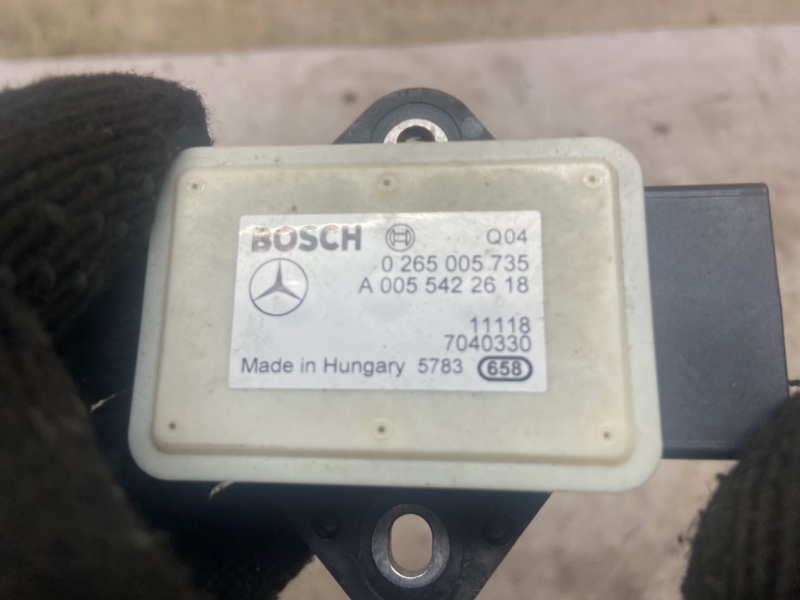 BOSCH Q04
0 265 005 735
A 005 542 26 18
11118
7040330
Made in Hungary 5783 658